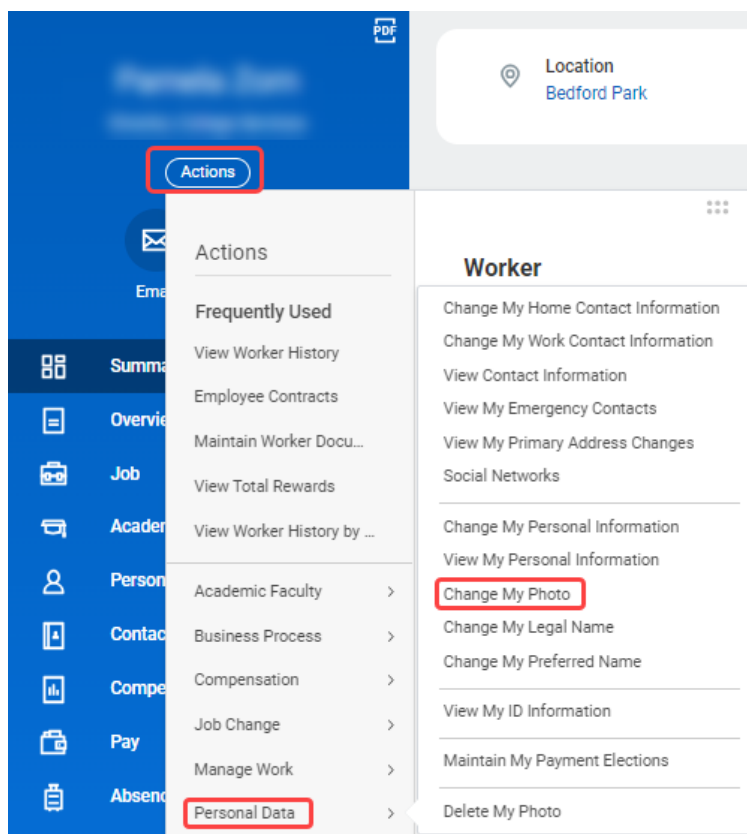 PDF
Location
Bedford Park
Actions
Actions
Worker
Ema
Frequently Used
Change My Home Contact Information
View Worker History
Change My Work Contact Information
Summa
View Contact Information
Employee Contracts
View My Emergency Contacts
Overvie
Maintain Worker Docu...
View My Primary Address Changes
Job
View Total Rewards
Social Networks
Academ
View Worker History by ...
Change My Personal Information
View My Personal Information
Person
Academic Faculty
Change My Photo
Contac
Business Process
Change My Legal Name
Compe
Compensation
Change My Preferred Name
Job Change
View My ID Information
Pay
Manage Work
Maintain My Payment Elections
Absenc
Personal Data
Delete My Photo